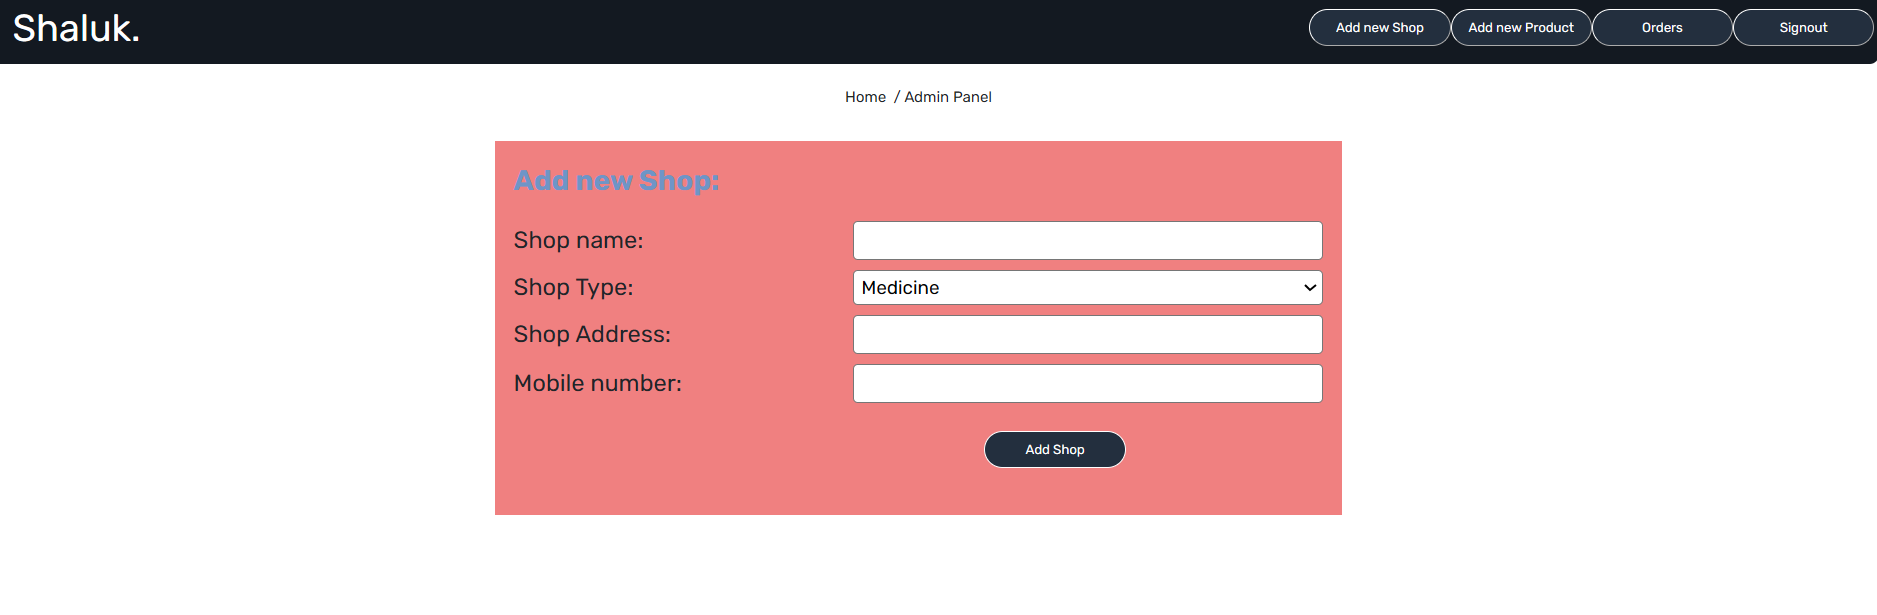 Shaluk.
Add new Shop Add new Product Orders Signout
Home / Admin Panel
Add new Shop:
Shop name:
Shop Type: Medicine
Shop Address:
Mobile number:
Add Shop